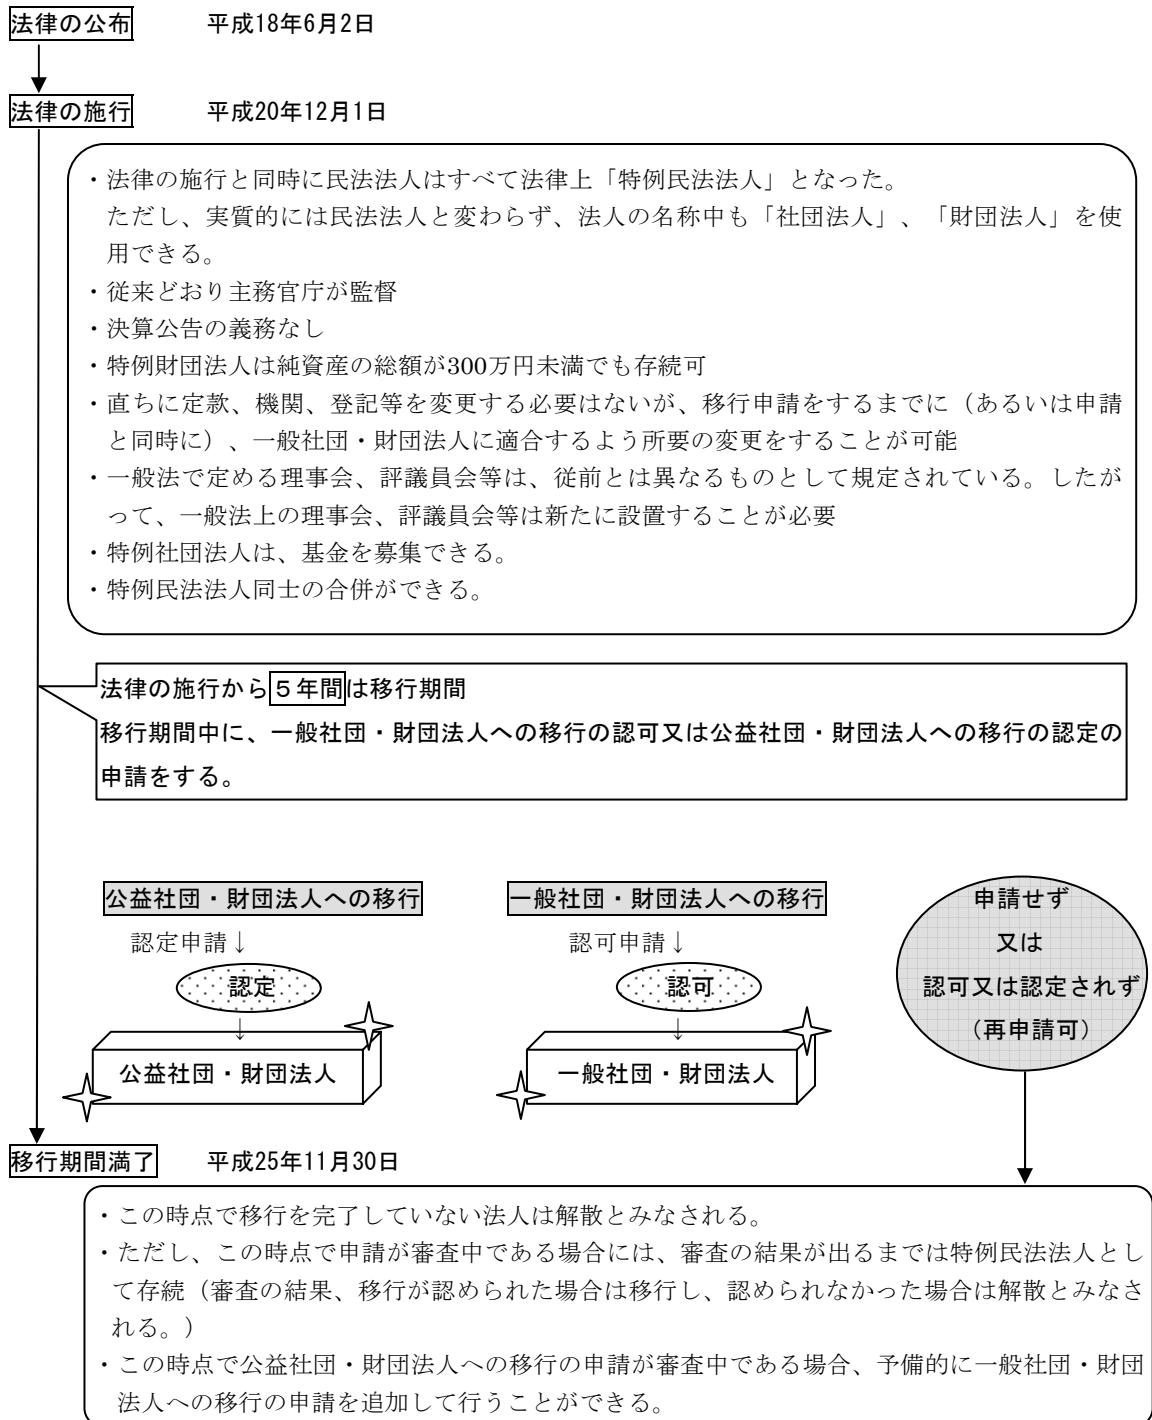 法律の公布 平成18年6月2日
法律の施行 平成20年12月1日
・法律の施行と同時に民法法人はすべて法律上「特例民法法人」となった。
ただし、実質的には民法法人と変わらず、法人の名称中も「社団法人」、「財団法人」を使
用できる。
・従来どおり主務官庁が監督
・決算公告の義務なし
・特例財団法人は純資産の総額が300万円未満でも存続可
・直ちに定款、機関、登記等を変更する必要はないが、移行申請をするまでに（あるいは申請
と同時に）、一般社団・財団法人に適合するよう所要の変更をすることが可能
・一般法で定める理事会、評議員会等は、従前とは異なるものとして規定されている。したが
って、一般法上の理事会、評議員会等は新たに設置することが必要
・特例社団法人は、基金を募集できる。
・特例民法法人同士の合併ができる。
法律の施行から５年間は移行期間
移行期間中に、一般社団・財団法人への移行の認可又は公益社団・財団法人への移行の認定の
申請をする。
公益社団・財団法人への移行
認定申請↓
認定
↓
公益社団・財団法人
一般社団・財団法人への移行
認可申請↓
認可
↓
一般社団・財団法人
申請せず
又は
認可又は認定されず
（再申請可）
移行期間満了 平成25年11月30日
・この時点で移行を完了していない法人は解散とみなされる。
・ただし、この時点で申請が審査中である場合には、審査の結果が出るまでは特例民法法人とし
て存続（審査の結果、移行が認められた場合は移行し、認められなかった場合は解散とみなさ
れる。）
・この時点で公益社団・財団法人への移行の申請が審査中である場合、予備的に一般社団・財団
法人への移行の申請を追加して行うことができる。